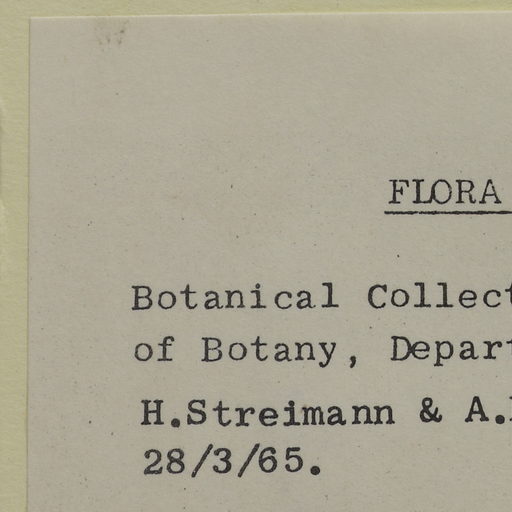 FLORA
Botanical Collect
of Botany, Depart
H.Streimann & A.
28/3/65.